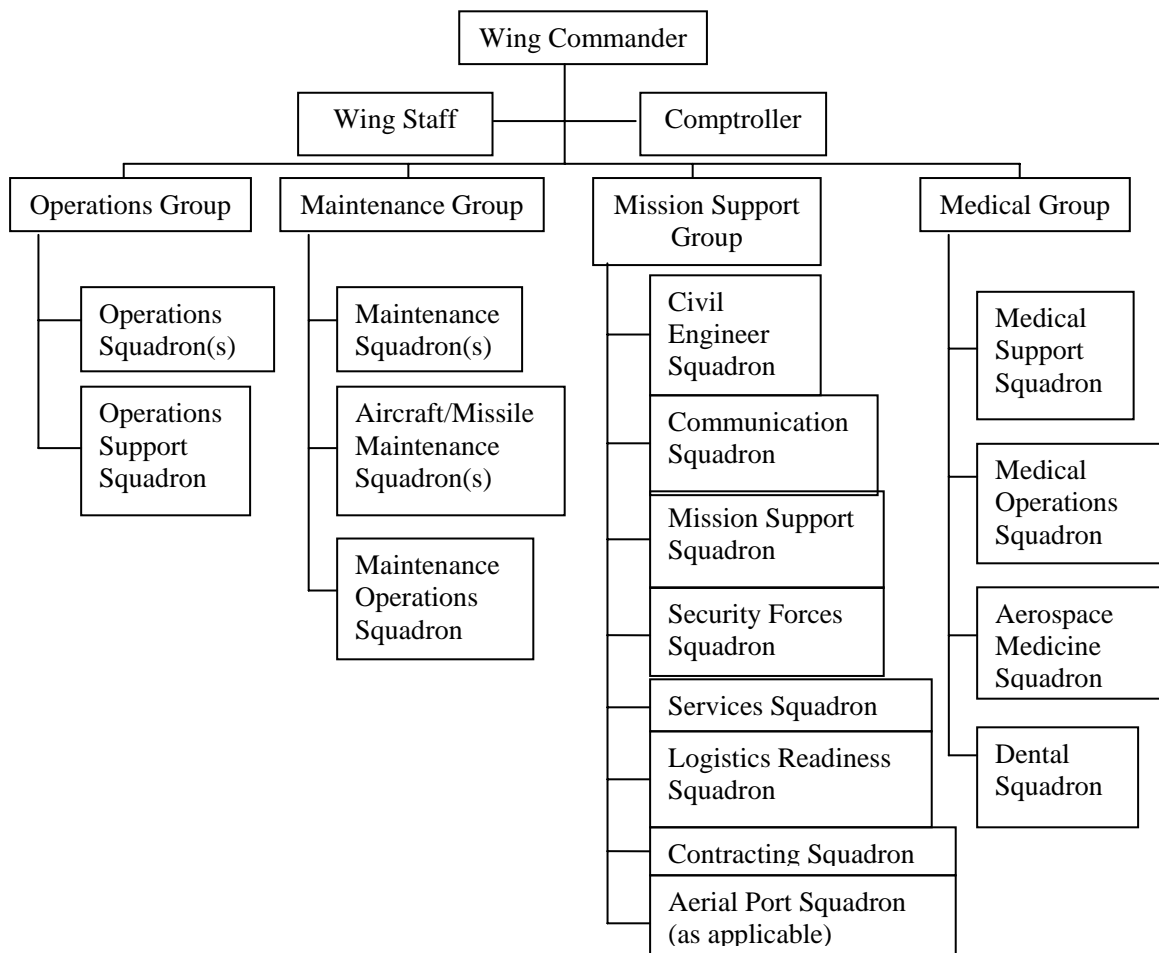 Wing Commander
Wing Staff
Comptroller
Operations Group
Maintenance Group
Mission Support
Group
Medical Group
Operations
Squadron(s)
Operations
Support
Squadron
Maintenance
Squadron(s)
Aircraft/Missile
Maintenance
Squadron(s)
Maintenance
Operations
Squadron
Civil
Engineer
Squadron
Communication
Squadron
Mission Support
Squadron
Security Forces
Squadron
Services Squadron
Logistics Readiness
Squadron
Contracting Squadron
Aerial Port Squadron
(as applicable)
Medical
Support
Squadron
Medical
Operations
Squadron
Aerospace
Medicine
Squadron
Dental
Squadron